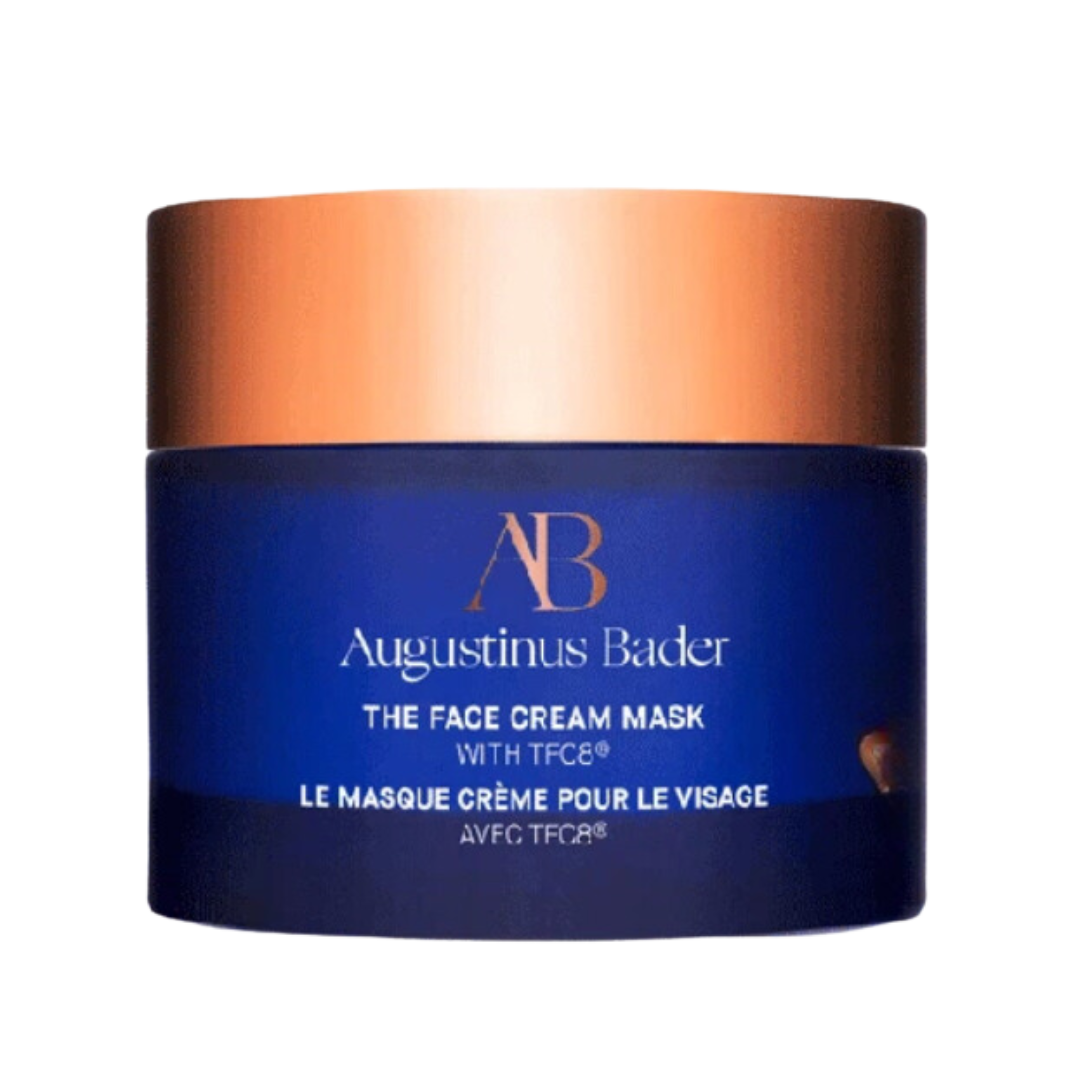 AB
Augustinus Bader
THE FACE CREAM MASK
WITH TFC8®
LE MASQUE CRÈME POUR LE VISAGE
AVEC TFC8®